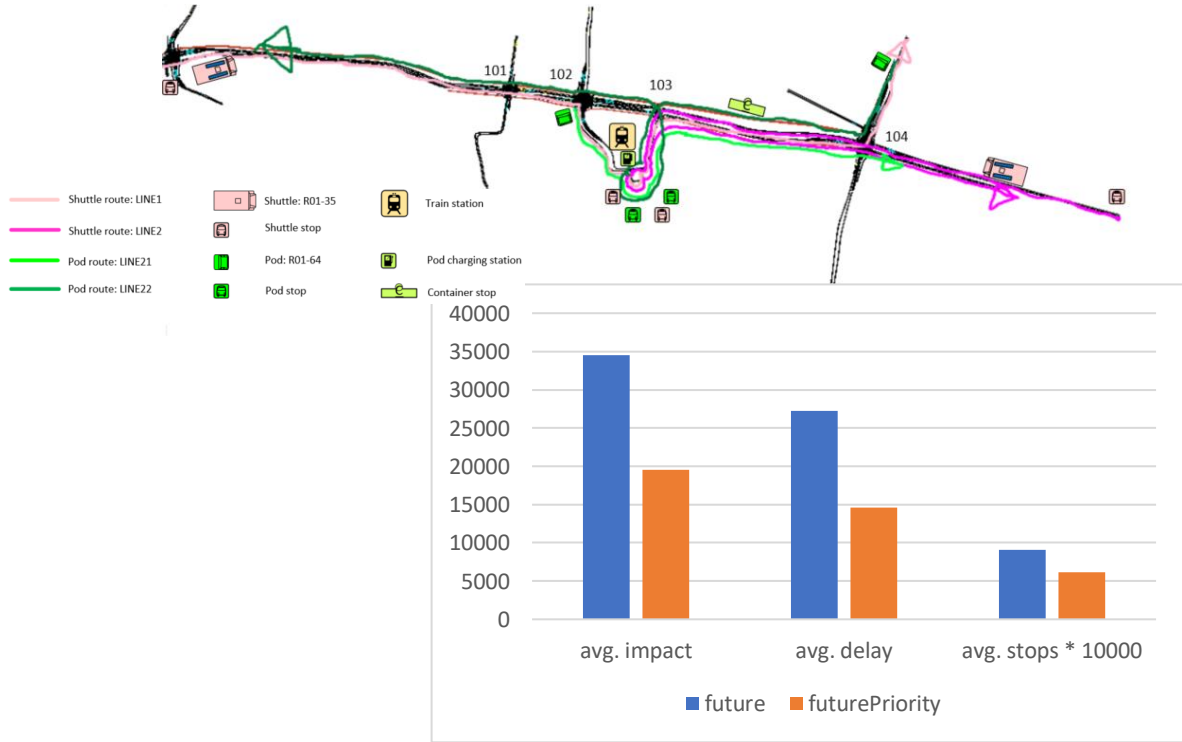 101
102
103
104
Shuttle route: LINE1
Shuttle: R01-35
Train station
Shuttle route: LINE2
Shuttle stop
Pod route: LINE21
Pod: R01-64
Pod charging station
Pod route: LINE22
Pod stop
Container stop
40000
35000
30000
25000
20000
15000
10000
5000
0
avg. impact
avg. delay
avg. stops * 10000
future
futurePriority